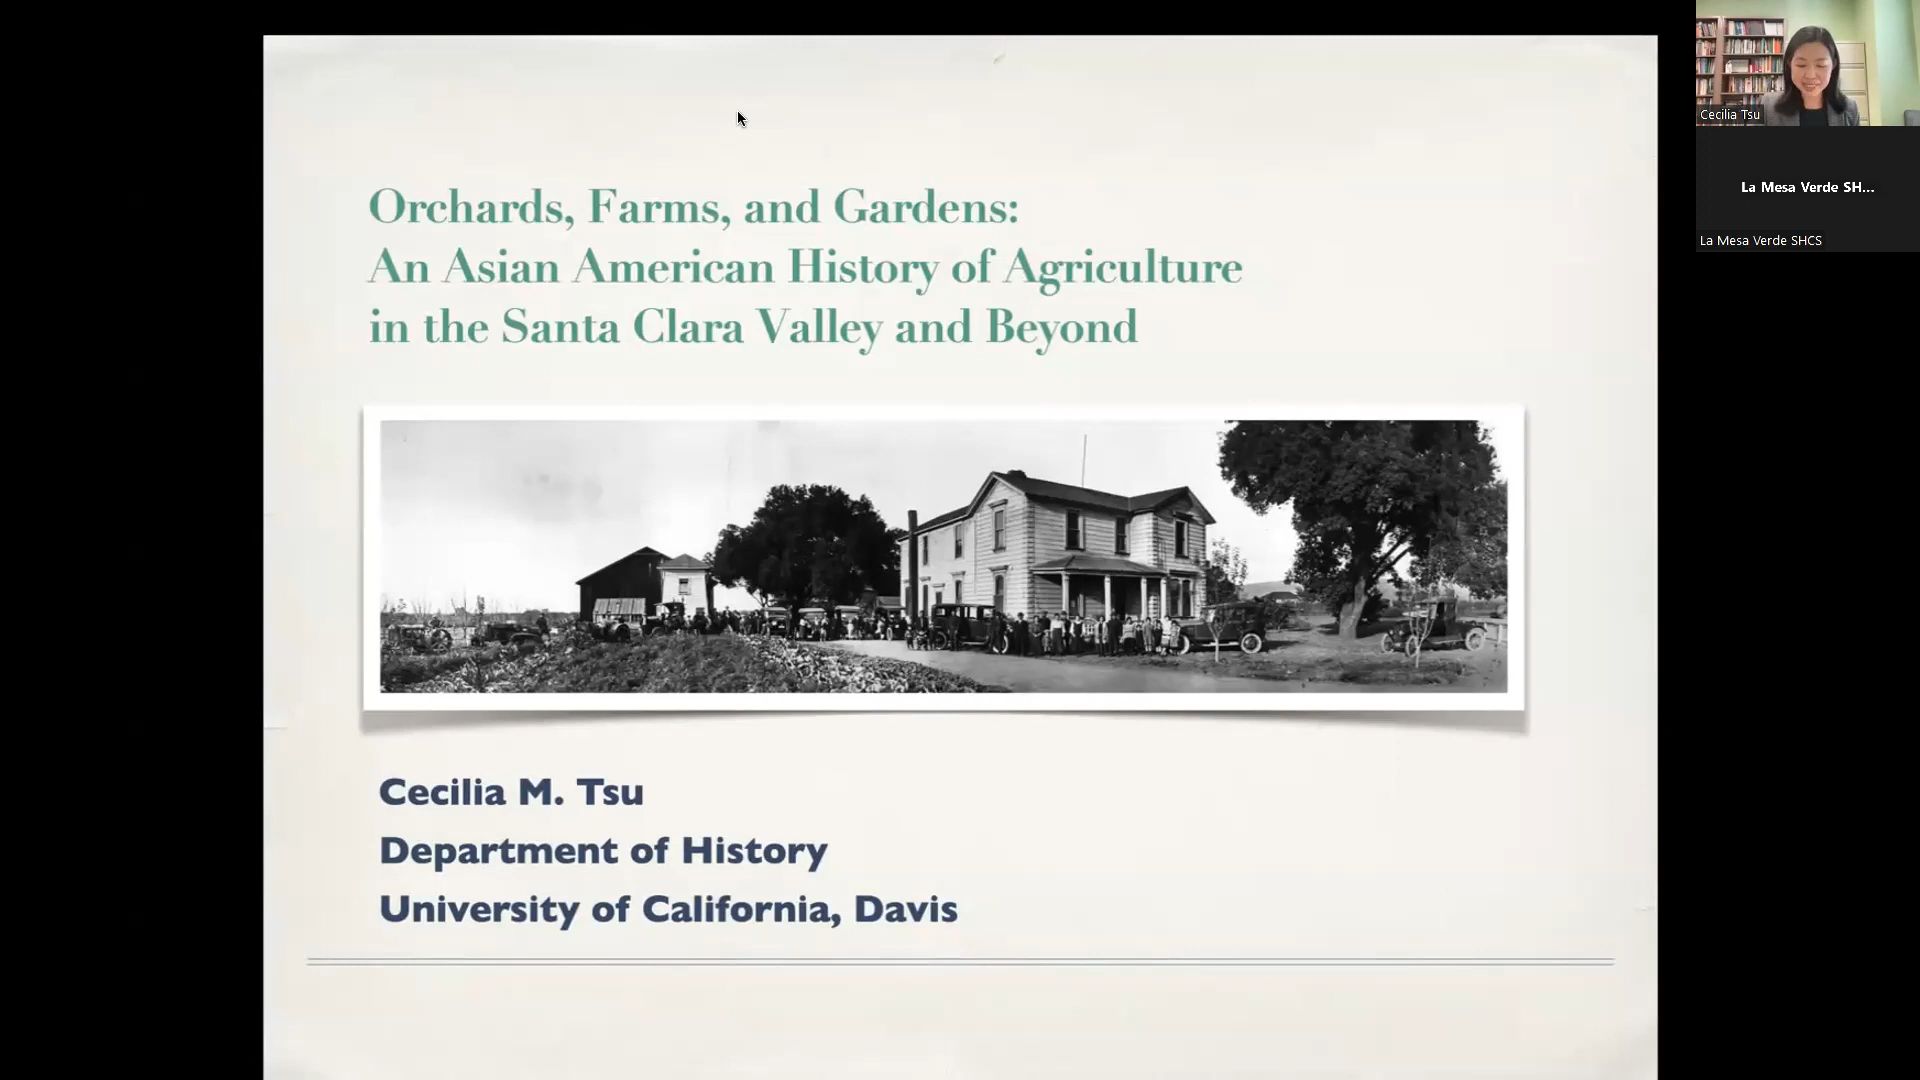 Orchards, Farms, and Gardens:
An Asian American History of Agriculture
in the Santa Clara Valley and Beyond
Cecilia M. Tsu
Department of History
University of California, Davis
Cecilia Tsu
La Mesa Verde SH...
La Mesa Verde SHCS